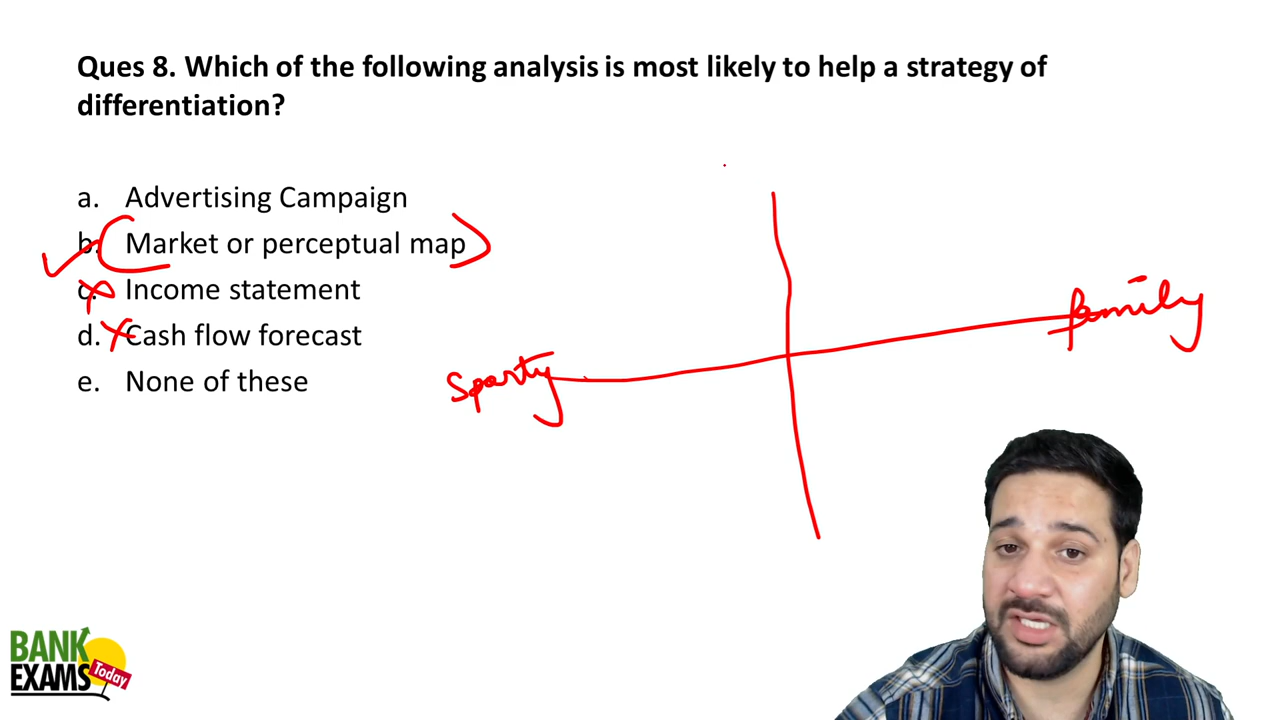 Ques 8. Which of the following analysis is most likely to help a strategy of
differentiation?
a. Advertising Campaign
b. Market or perceptual map
c. Income statement
d. Cash flow forecast
e. None of these
family
Sporty
BANK
EXAMS
Today